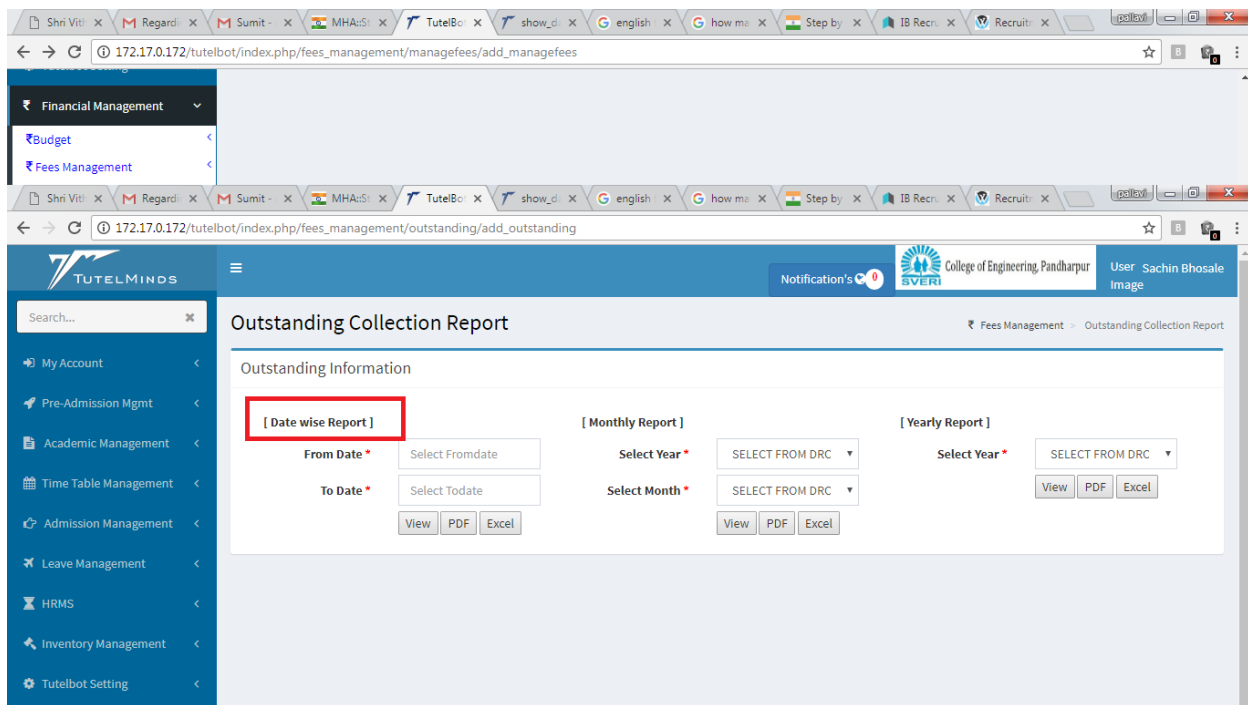 Shri Vith Regardi Sumit - MHA::St TutelBot show_da english how ma Step by IB Recru Recruitr pallavi
172.17.0.172/tutelbot/index.php/fees_management/managefees/add_managefees
₹ Financial Management
₹Budget
₹ Fees Management
Shri Vith Regardi Sumit - MHA::St TutelBot show_da english how ma Step by IB Recru Recruitr pallavi
172.17.0.172/tutelbot/index.php/fees_management/outstanding/add_outstanding
TUTELMINDS
Notification's 0
SVERI
College of Engineering, Pandharpur
User Sachin Bhosale
Image
Search...
Outstanding Collection Report
₹ Fees Management > Outstanding Collection Report
My Account
Outstanding Information
Pre-Admission Mgmt
[ Date wise Report ] [ Monthly Report ] [ Yearly Report ]
Academic Management
From Date * Select Fromdate Select Year * SELECT FROM DRC Select Year * SELECT FROM DRC
Time Table Management
To Date * Select Todate Select Month * SELECT FROM DRC View PDF Excel
Admission Management
View PDF Excel View PDF Excel
Leave Management
HRMS
Inventory Management
Tutelbot Setting